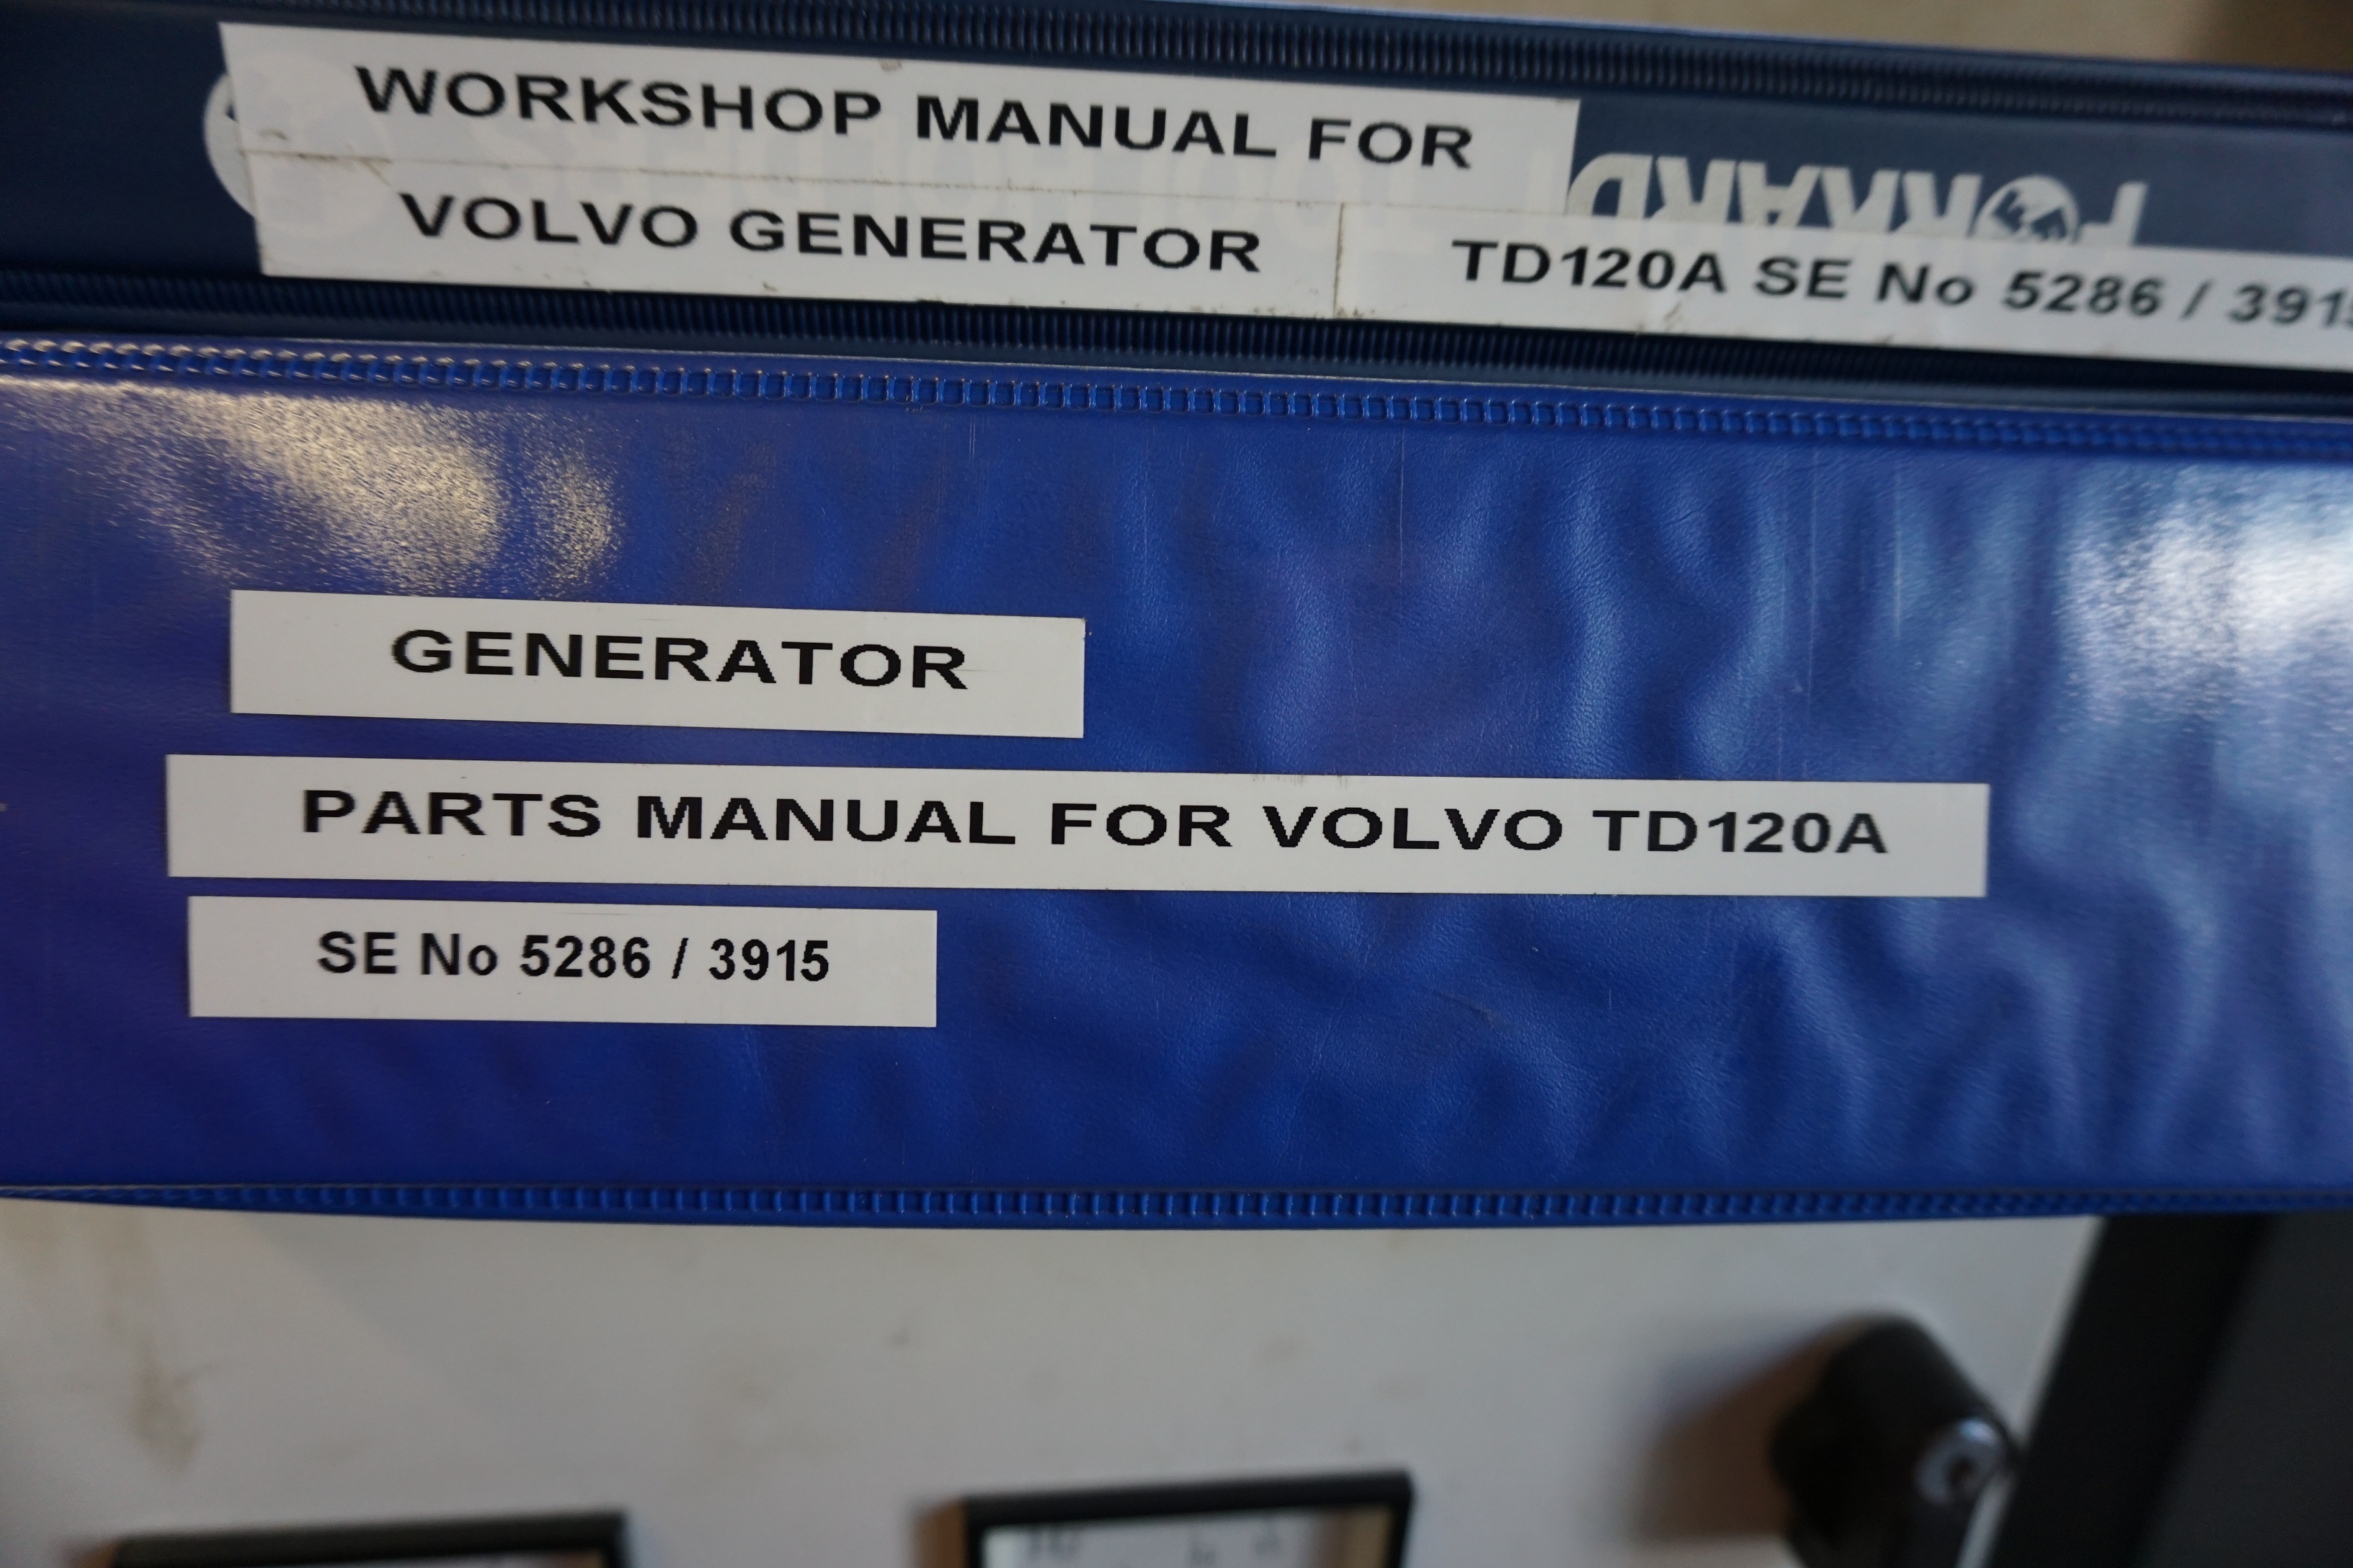 WORKSHOP MANUAL FOR
VOLVO GENERATOR TD120A SE No 5286 / 391
FORWARD
GENERATOR
PARTS MANUAL FOR VOLVO TD120A
SE No 5286 / 3915